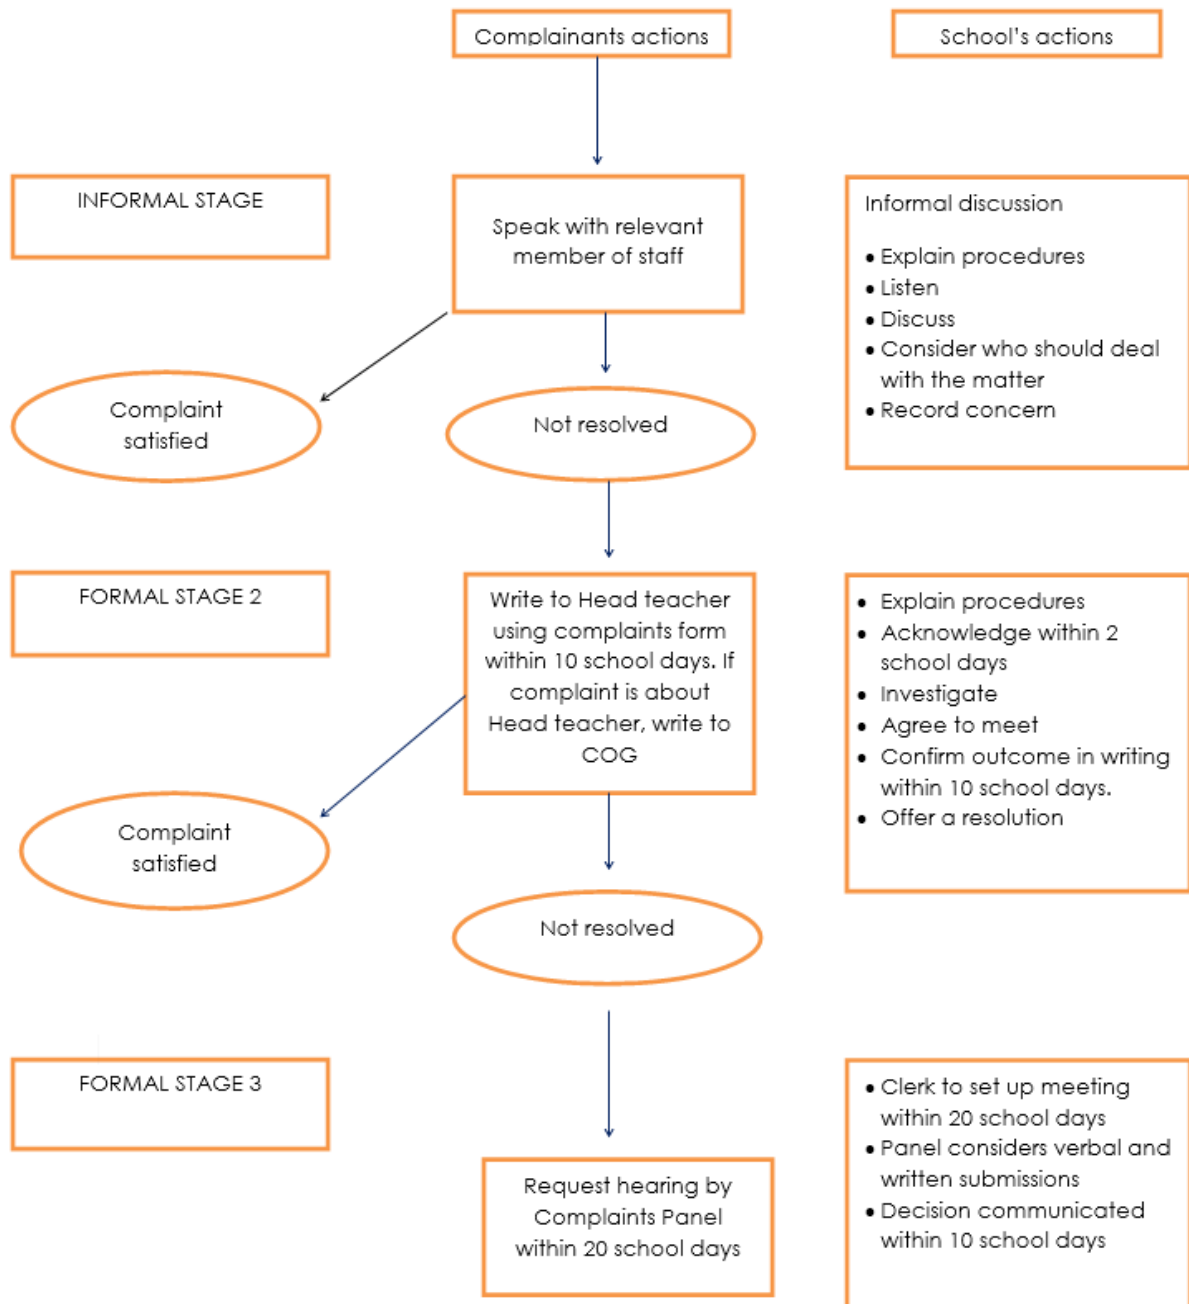 Complainants actions
School's actions
INFORMAL STAGE
Speak with relevant
member of staff
Informal discussion
• Explain procedures
• Listen
• Discuss
• Consider who should deal
with the matter
• Record concern
Complaint
satisfied
Not resolved
FORMAL STAGE 2
Write to Head teacher
using complaints form
within 10 school days. If
complaint is about
Head teacher, write to
COG
• Explain procedures
• Acknowledge within 2
school days
• Investigate
• Agree to meet
• Confirm outcome in writing
within 10 school days.
• Offer a resolution
Complaint
satisfied
Not resolved
FORMAL STAGE 3
Request hearing by
Complaints Panel
within 20 school days
• Clerk to set up meeting
within 20 school days
• Panel considers verbal and
written submissions
• Decision communicated
within 10 school days